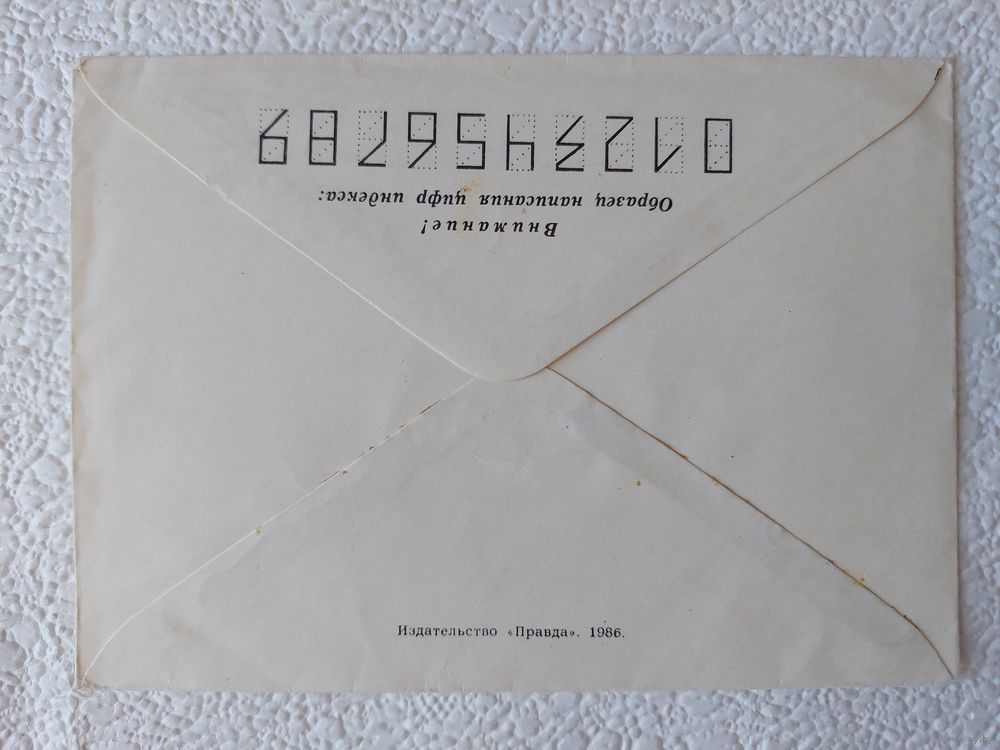 Внимание!
Образец написания цифр индекса:
0123456789
Издательство «Правда». 1986.